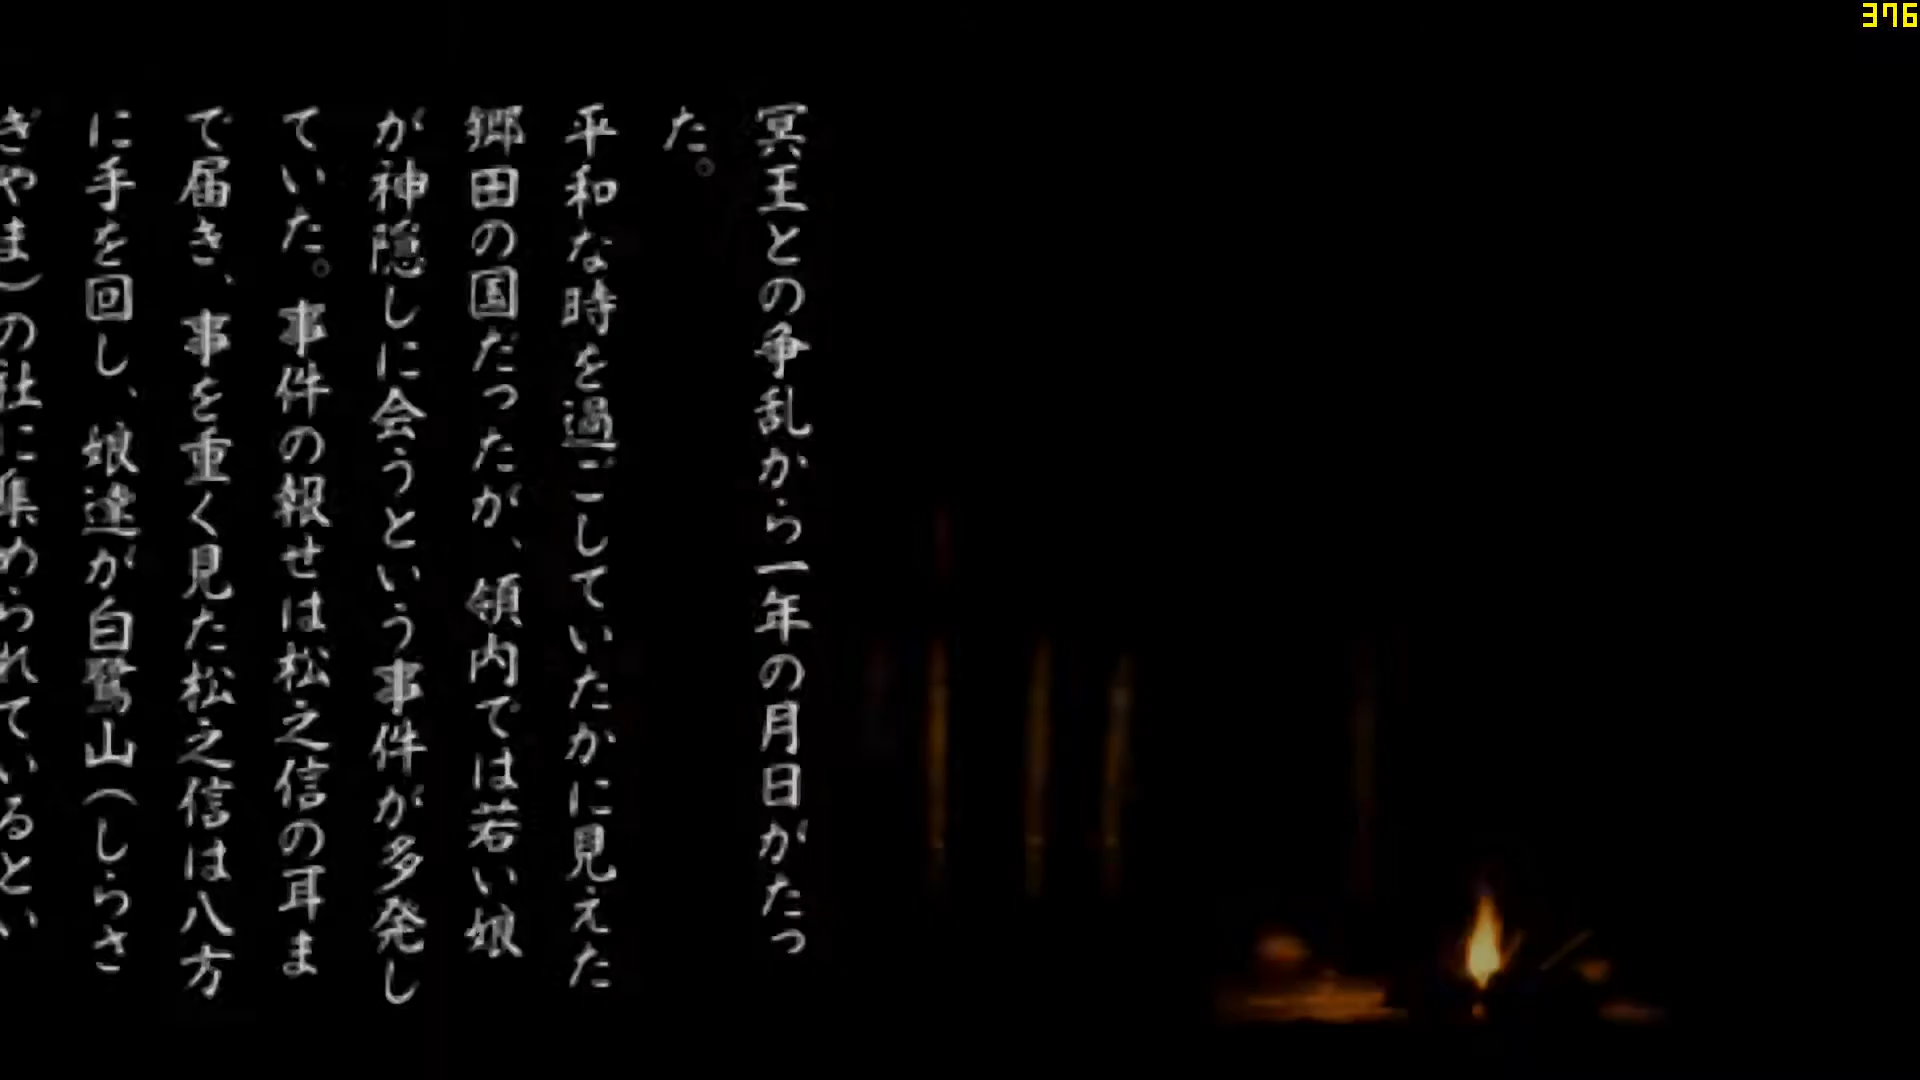 376
冥王との争乱から一年の月日がたっ
た。
平和な時を過ごしていたかに見えた
郷田の国だったが、領内では若い娘
が神隠しに会うという事件が多発し
ていた。事件の報せは松之信の耳ま
で届き、事を重く見た松之信は八方
に手を回し、娘達が白鷺山(しらさ
ぎやま)の社に集められているとい